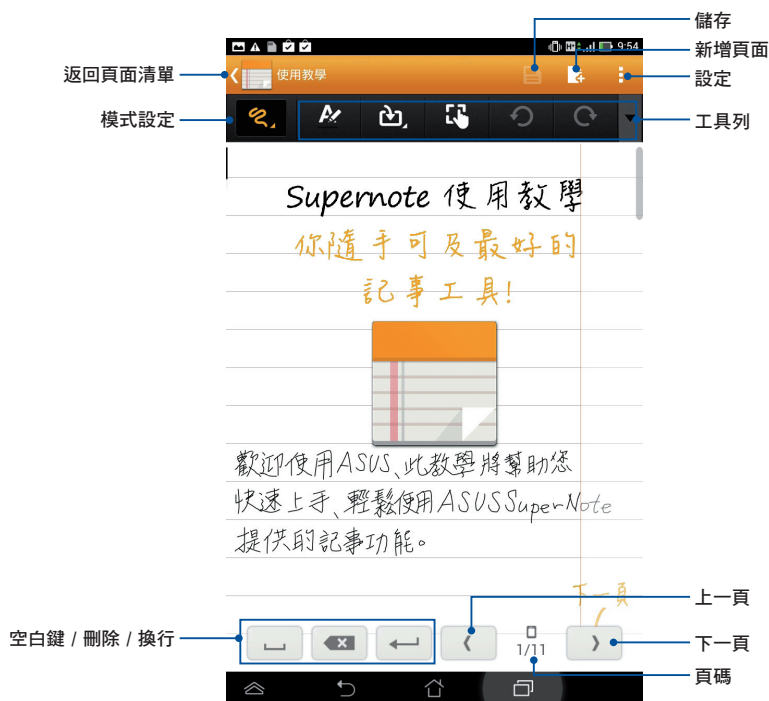 儲存
9:54
新增頁面
返回頁面清單
使用教學
設定
模式設定
工具列
Supernote 使用教學
你隨手可及最好的
記事工具!
歡迎使用ASUS、此教學將幫助您
快速上手、輕鬆使用ASUS SuperNote
提供的記事功能。
下一頁
上一頁
空白鍵 / 刪除 / 換行
1/11
下一頁
頁碼